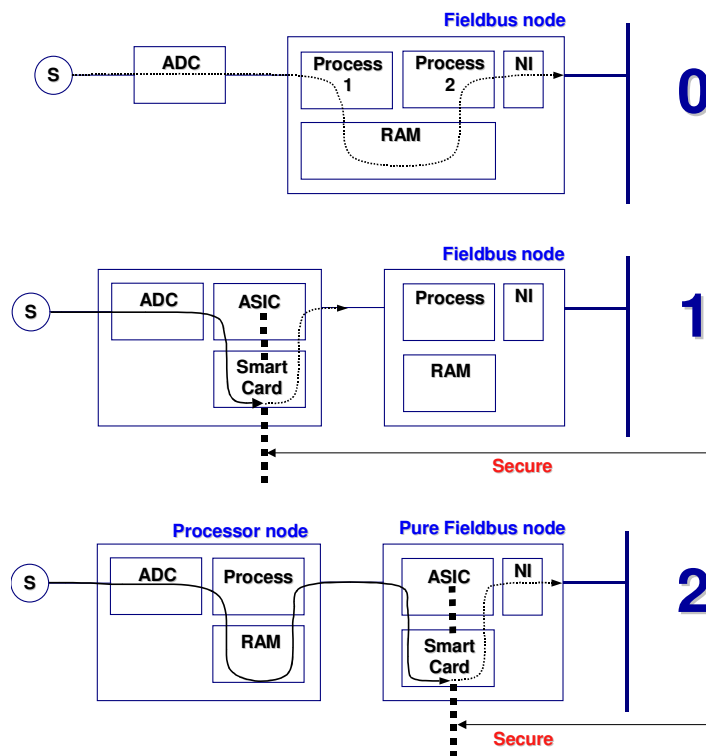 Fieldbus node
ADC
Process
1
Process
2
NI
S
RAM
0
Fieldbus node
ADC
ASIC
Process
NI
S
Smart
Card
RAM
1
Secure
Processor node
Pure Fieldbus node
ADC
Process
ASIC
NI
S
RAM
Smart
Card
2
Secure